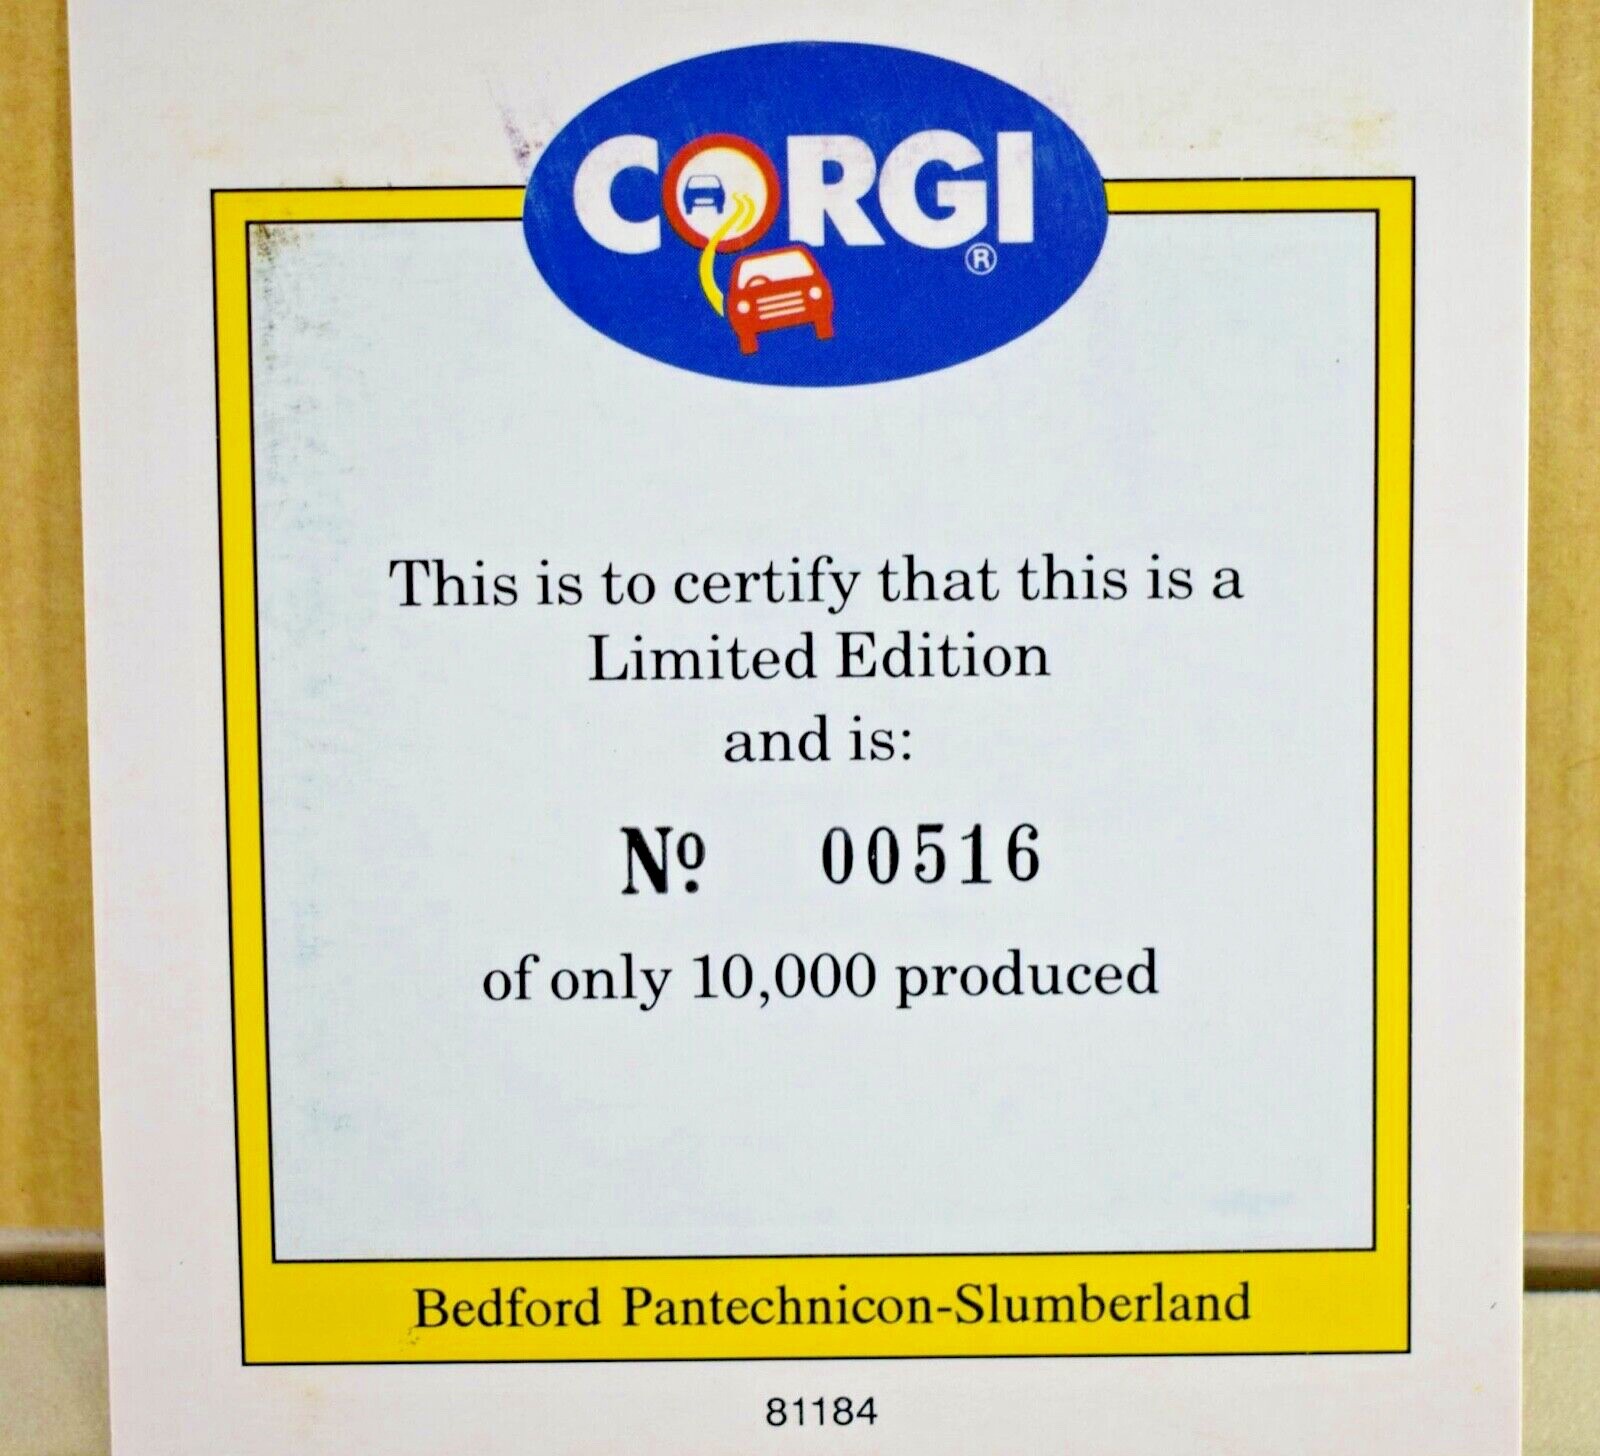 CORGI
®
This is to certify that this is a
Limited Edition
and is:
Nº. 00516
of only 10,000 produced
Bedford Pantechnicon-Slumberland
81184